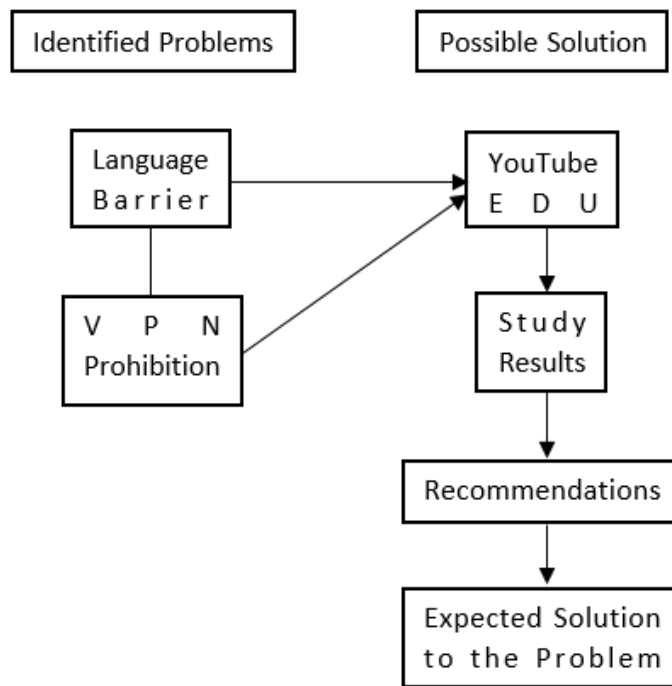 Identified Problems
Possible Solution
Language
Barrier
YouTube
E D U
V P N
Prohibition
Study
Results
Recommendations
Expected Solution
to the Problem